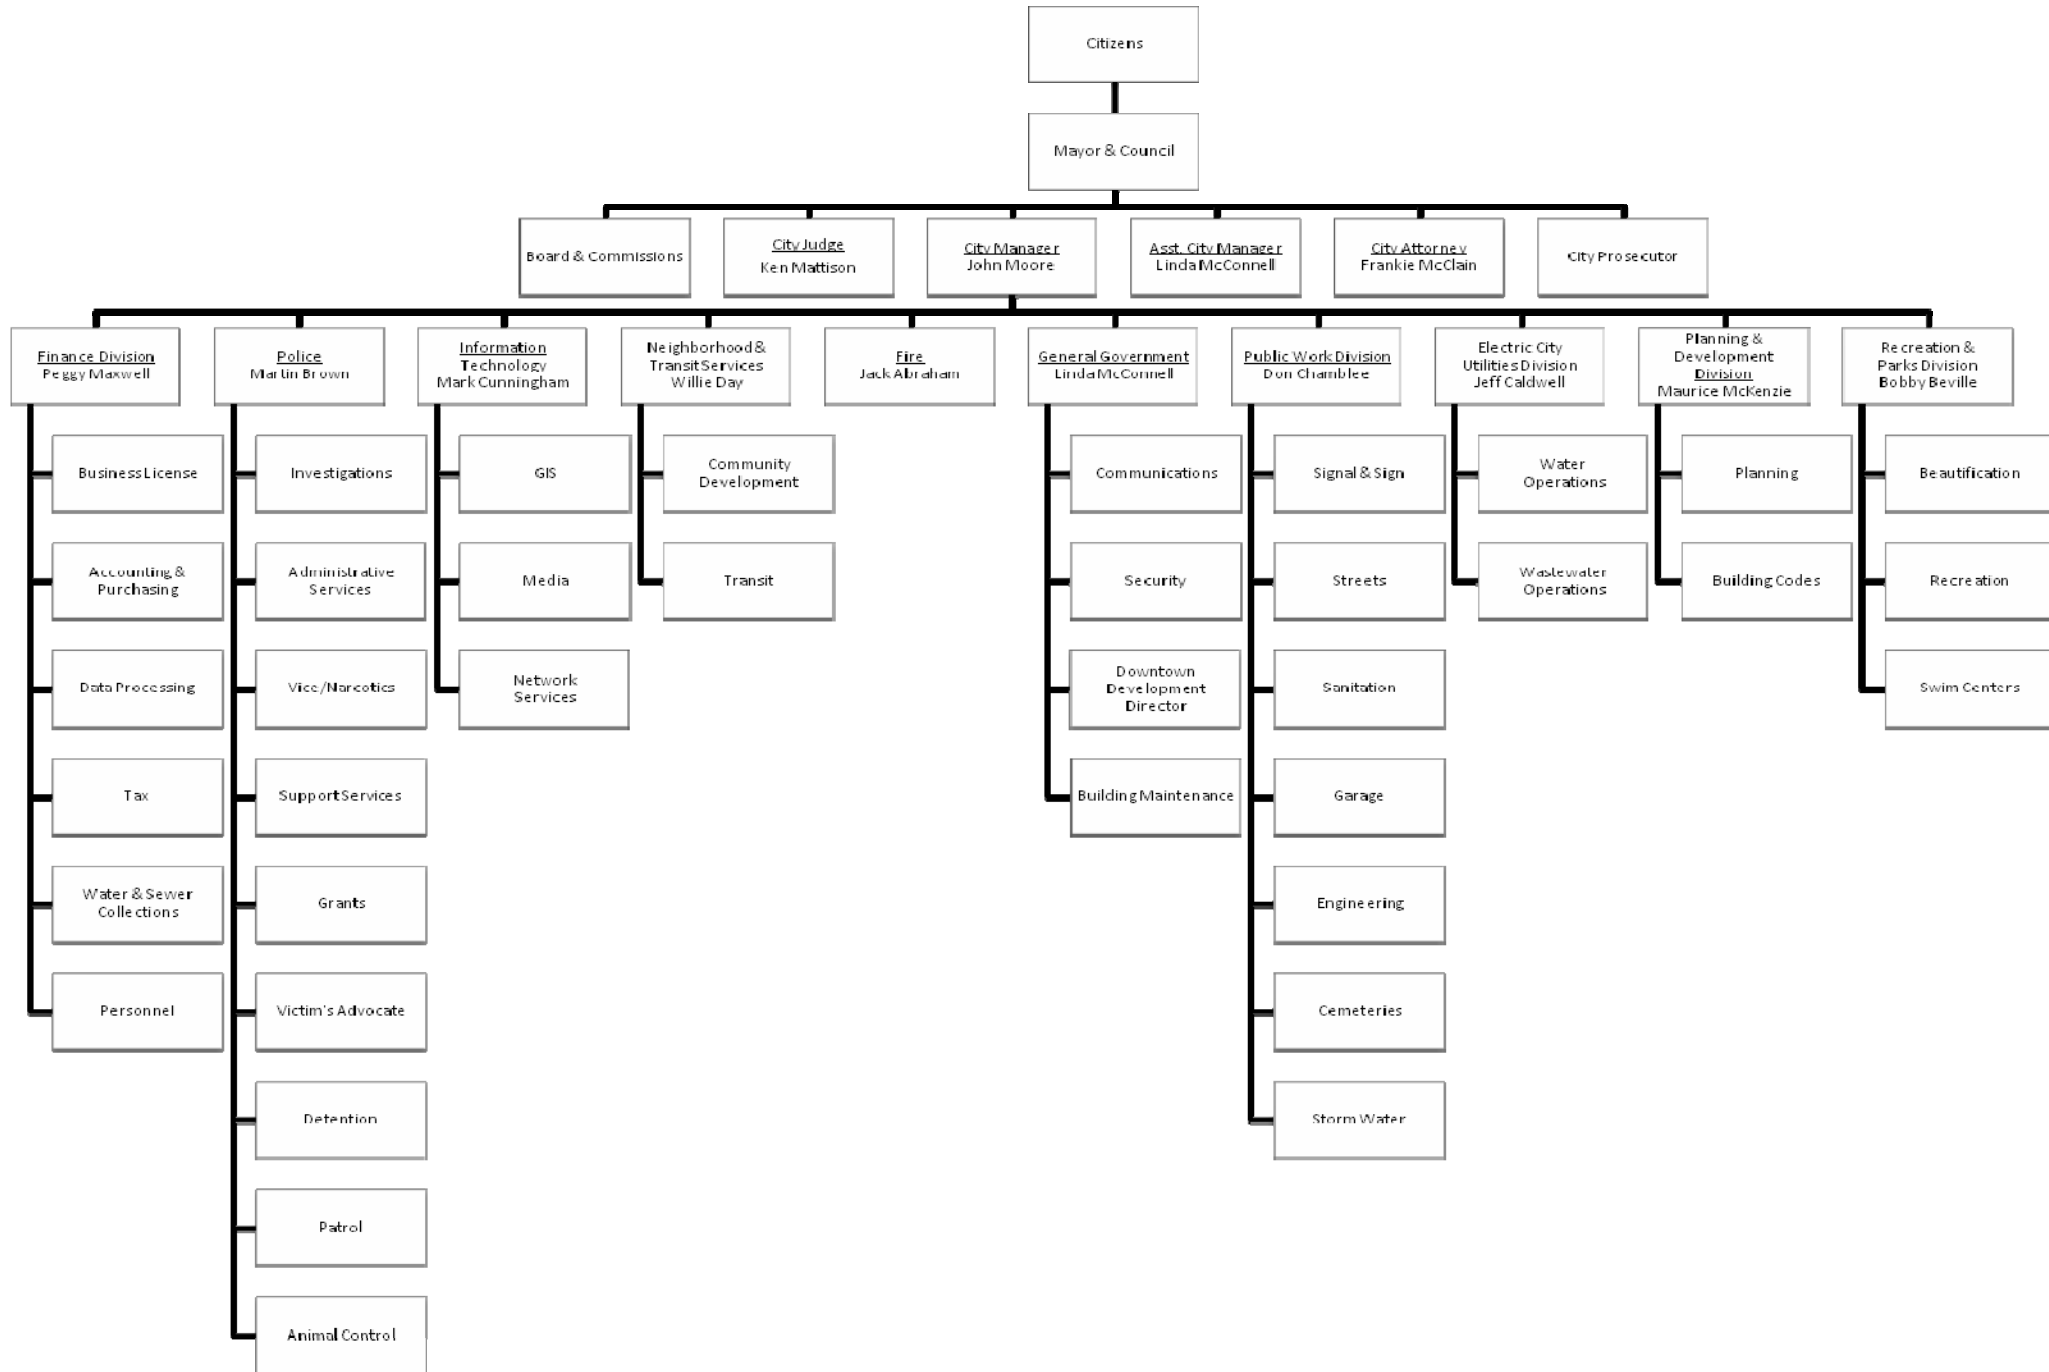 Citizens
Mayor & Council
Board & Commissions
City Judge
Ken Mattison
City Manager
John Moore
Asst. City Manager
Linda McConnell
City Attorney
Frankie McClain
City Prosecutor
Finance Division
Peggy Maxwell
Police
Martin Brown
Information
Technology
Mark Cunningham
Neighborhood &
Transit Services
Willie Day
Fire
Jack Abraham
General Government
Linda McConnell
Public Work Division
Don Chamblee
Electric City
Utilities Division
Jeff Caldwell
Planning &
Development
Division
Maurice McKenzie
Recreation &
Parks Division
Bobby Beville
Business License
Accounting &
Purchasing
Data Processing
Tax
Water & Sewer
Collections
Personnel
Investigations
Administrative
Services
Vice/Narcotics
Support Services
Grants
Victim's Advocate
Detention
Patrol
Animal Control
GIS
Media
Network
Services
Community
Development
Transit
Communications
Security
Downtown
Development
Director
Building Maintenance
Signal & Sign
Streets
Sanitation
Garage
Engineering
Cemeteries
Storm Water
Water
Operations
Wastewater
Operations
Planning
Building Codes
Beautification
Recreation
Swim Centers